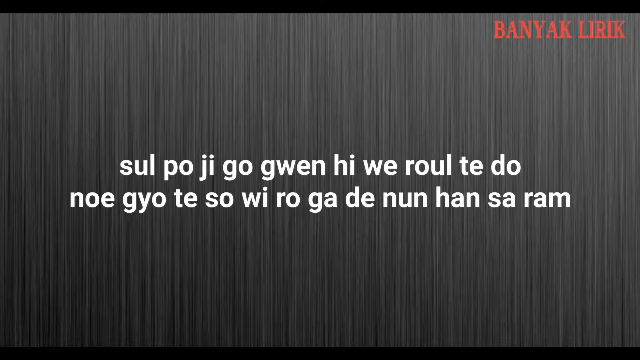 BANYAK LIRIK
sul po ji go gwen hi we roul te do
noe gyo te so wi ro ga de nun han sa ram